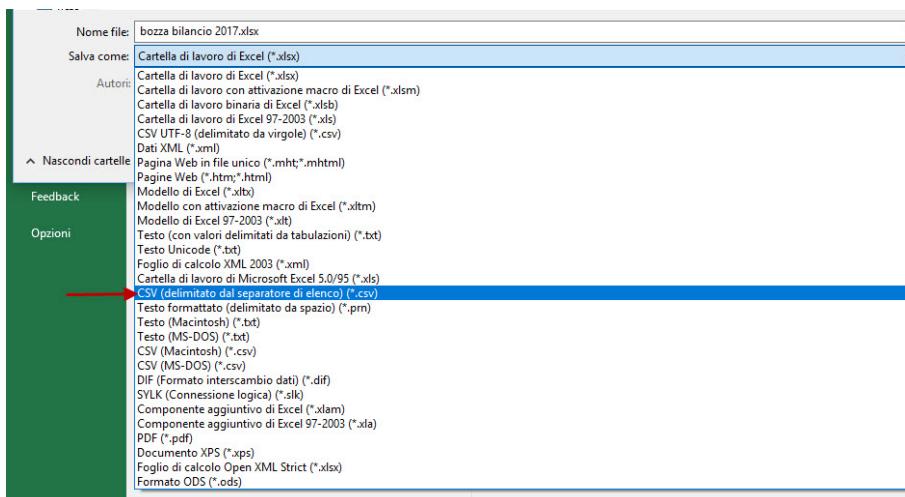 Nome file: bozza bilancio 2017.xlsx
Salva come: Cartella di lavoro di Excel (*.xlsx)
Autori:
Cartella di lavoro di Excel (*.xlsx)
Cartella di lavoro con attivazione macro di Excel (*.xlsm)
Cartella di lavoro binaria di Excel (*.xlsb)
Cartella di lavoro di Excel 97-2003 (*.xls)
CSV UTF-8 (delimitato da virgole) (*.csv)
Dati XML (*.xml)
Nascondi cartelle
Pagina Web in file unico (*.mht;*.mhtml)
Pagine Web (*.htm;*.html)
Feedback
Modello di Excel (*.xltx)
Modello con attivazione macro di Excel (*.xltm)
Modello di Excel 97-2003 (*.xlt)
Opzioni
Testo (con valori delimitati da tabulazioni) (*.txt)
Testo Unicode (*.txt)
Foglio di calcolo XML 2003 (*.xml)
Cartella di lavoro di Microsoft Excel 5.0/95 (*.xls)
CSV (delimitato dal separatore di elenco) (*.csv)
Testo formattato (delimitato da spazio) (*.prn)
Testo (Macintosh) (*.txt)
Testo (MS-DOS) (*.txt)
CSV (Macintosh) (*.csv)
CSV (MS-DOS) (*.csv)
DIF (Formato interscambio dati) (*.dif)
SYLK (Connessione logica) (*.slk)
Componente aggiuntivo di Excel (*.xlam)
Componente aggiuntivo di Excel 97-2003 (*.xla)
PDF (*.pdf)
Documento XPS (*.xps)
Foglio di calcolo Open XML Strict (*.xlsx)
Formato ODS (*.ods)